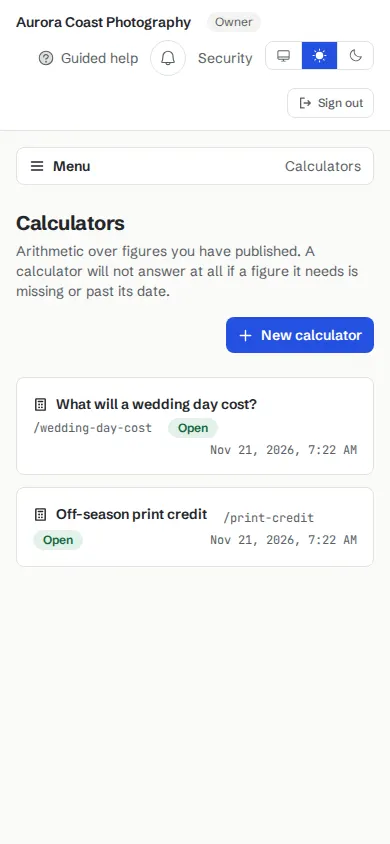 Aurora Coast Photography Owner
Guided help Security
Sign out
Menu Calculators
Calculators
Arithmetic over figures you have published. A
calculator will not answer at all if a figure it needs is
missing or past its date.
New calculator
What will a wedding day cost?
/wedding-day-cost Open
Nov 21, 2026, 7:22 AM
Off-season print credit /print-credit
Open Nov 21, 2026, 7:22 AM